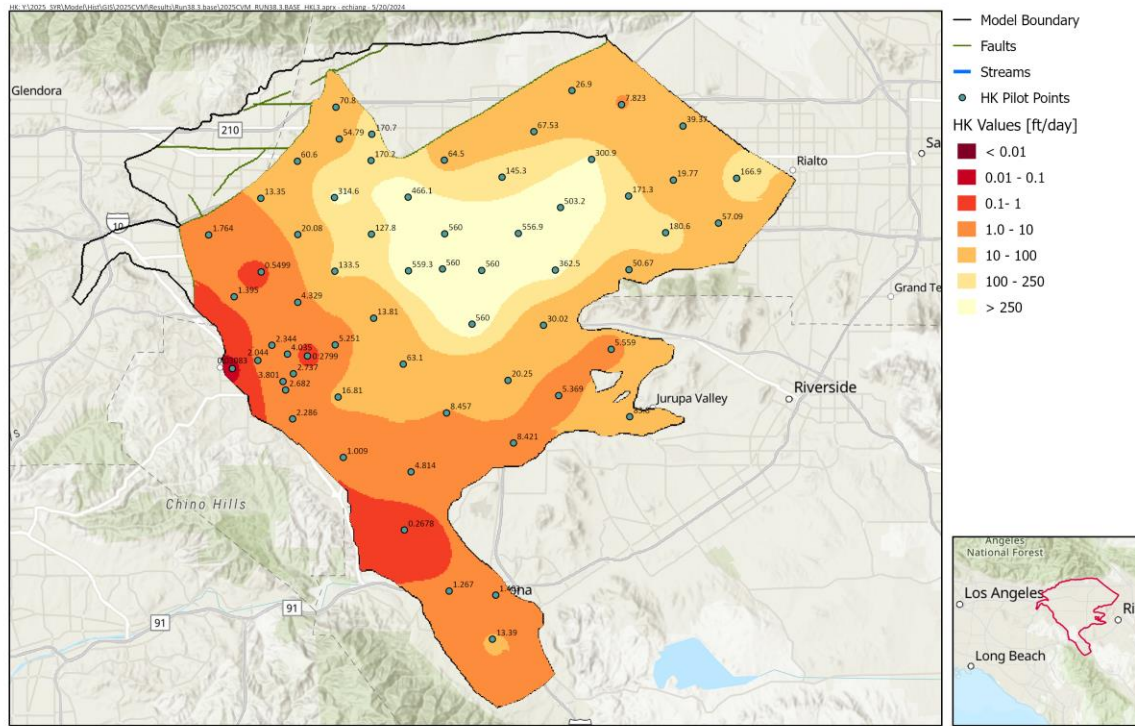 HK: Y:\2025_SYR\Model\Hist\GIS\2025CVM\Results\Run38.3.base\2025CVM_RUN38.3.BASE_HKL3.aprx - echiang - 5/20/2024
Model Boundary
Faults
Streams
HK Pilot Points
HK Values [ft/day]
< 0.01
0.01 - 0.1
0.1- 1
1.0 - 10
10 - 100
100 - 250
> 250
Glendora
210
10
Rialto
Sa
Grand Te
Riverside
Jurupa Valley
Chino Hills
91
91
ona
26.9
7.823
70.8
39.37
170.7
67.53
54.79
60.6
170.2
64.5
300.9
145.3
19.77
166.9
13.35
314.6
466.1
171.3
503.2
57.09
1.764
20.08
127.8
560
556.9
180.6
0.5499
133.5
559.3
560
560
362.5
50.67
1.395
4.329
13.81
560
30.02
2.344
5.251
5.559
4.035
0.2799
2.044
63.1
2.737
3.801
20.25
2.682
16.81
5.369
8.457
2.286
8.421
1.009
4.814
0.2678
1.267
13.39
Angeles
National Forest
Los Angeles
Ri
Long Beach